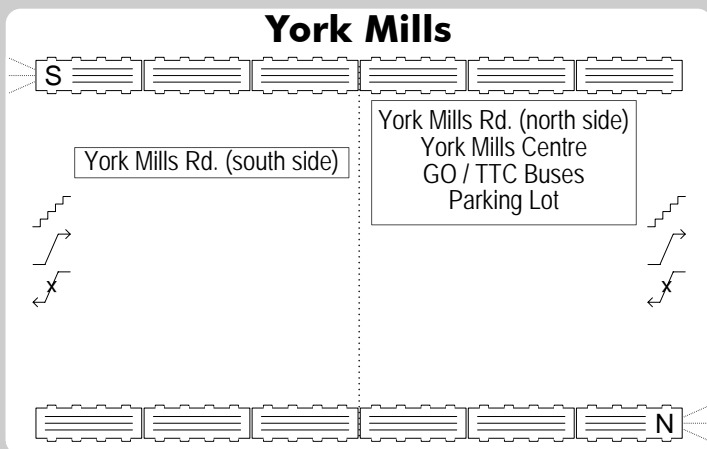 York Mills
S
York Mills Rd. (north side)
York Mills Centre
GO / TTC Buses
Parking Lot
York Mills Rd. (south side)
x
x
N